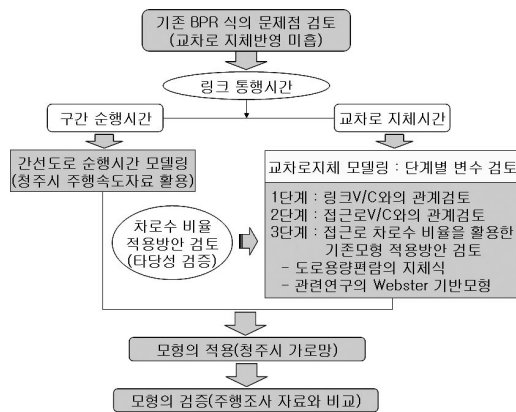 기존 BPR 식의 문제점 검토
(교차로 지체반영 미흡)
링크 통행시간
구간 순행시간
교차로 지체시간
간선도로 순행시간 모델링
(청주시 주행속도자료 활용)
교차로지체 모델링 : 단계별 변수 검토
1단계 : 링크V/C와의 관계검토
2단계 : 접근로V/C와의 관계검토
3단계 : 접근로 차로수 비율을 활용한
기존모형 적용방안 검토
- 도로용량편람의 지체식
- 관련연구의 Webster 기반모형
차로수 비율
적용방안 검토
(타당성 검증)
모형의 적용(청주시 가로망)
모형의 검증(주행조사 자료와 비교)